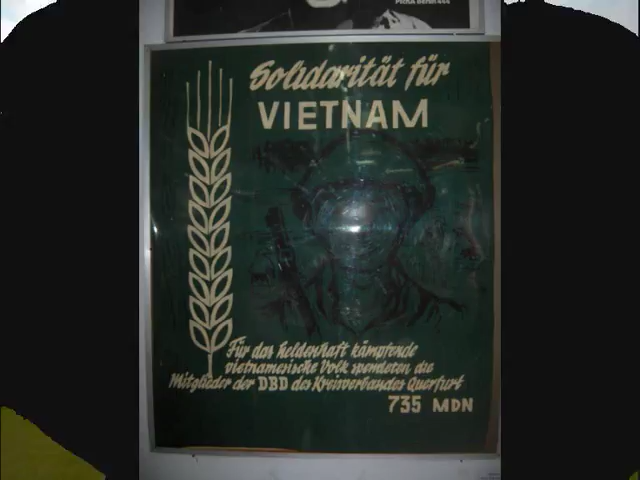 Solidarität für
VIETNAM
Für das heldenhaft kämpfende
vietnamesische Volk spendeten die
Mitglieder der DBD des Kreisverbandes Querfurt
735 MDN